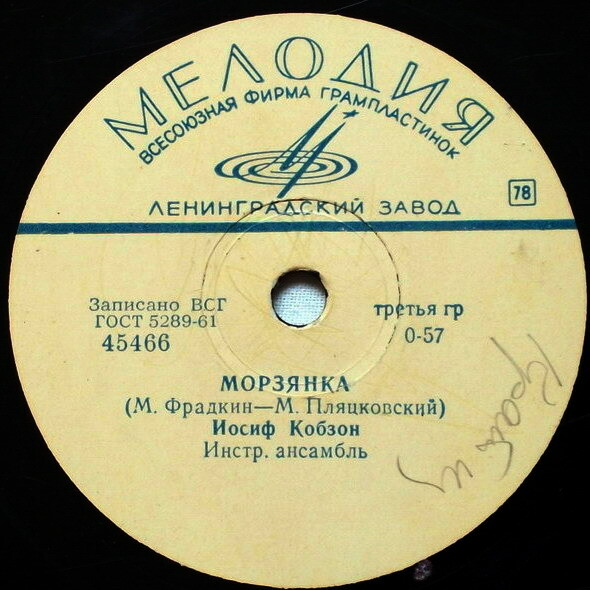 МЕЛОДИЯ
ВСЕСОЮЗНАЯ ФИРМА ГРАМПЛАСТИНОК
ЛЕНИНГРАДСКИЙ ЗАВОД
78
Записано ВСГ
ГОСТ 5289-61
45466
третья гр
0-57
МОРЗЯНКА
(М. Фрадкин—М. Пляцковский)
Иосиф Кобзон
Инстр. ансамбль